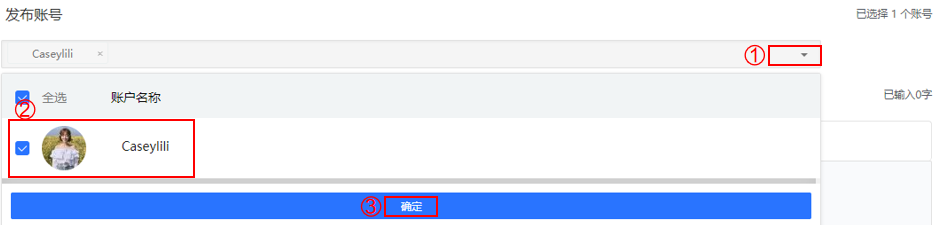 发布账号
已选择 1 个账号
Caseylili ×
①
全选 账户名称
已输入0字
②
Caseylili
③ 确定